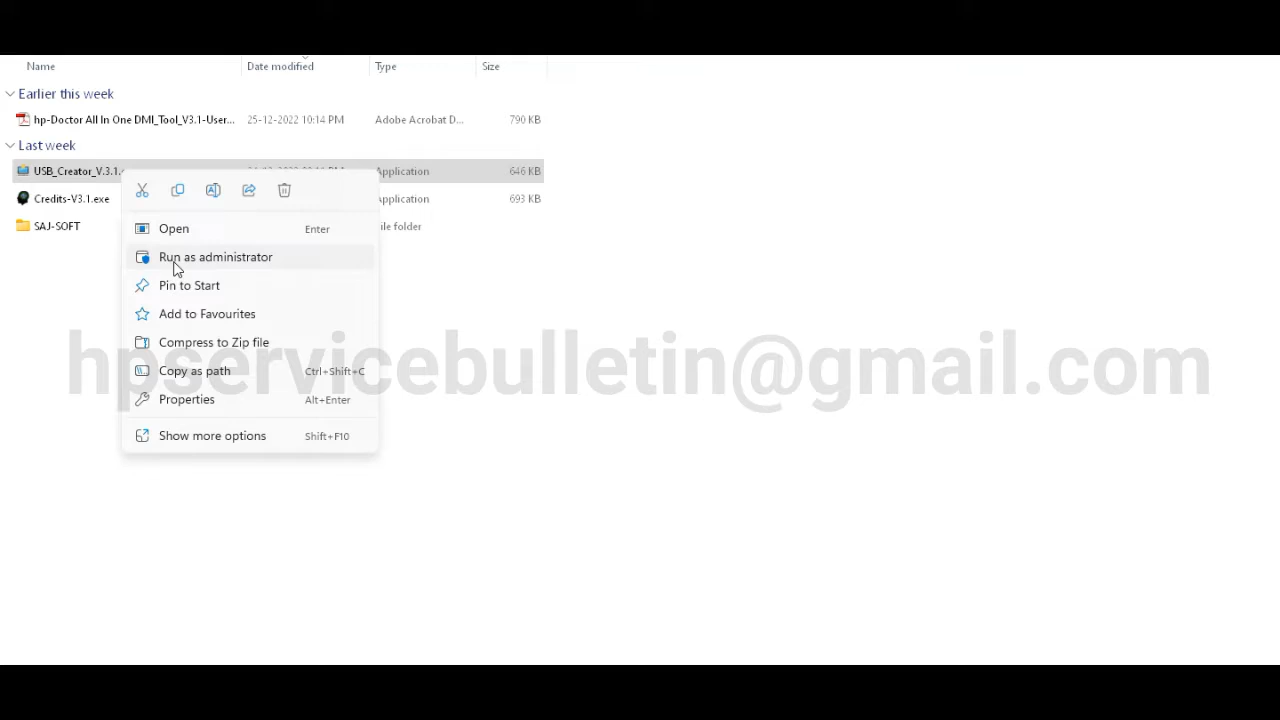 Name Date modified Type Size
Earlier this week
hp-Doctor All In One DMI_Tool_V3.1-User... 25-12-2022 10:14 PM Adobe Acrobat D... 790 KB
Last week
USB_Creator_V.3.1. Application 646 KB
Credits-V3.1.exe Application 693 KB
SAJ-SOFT ile folder
Open Enter
Run as administrator
Pin to Start
Add to Favourites
Compress to Zip file
hpservicebulletin@gmail.com
Copy as path Ctrl+Shift+C
Properties Alt+Enter
Show more options Shift+F10